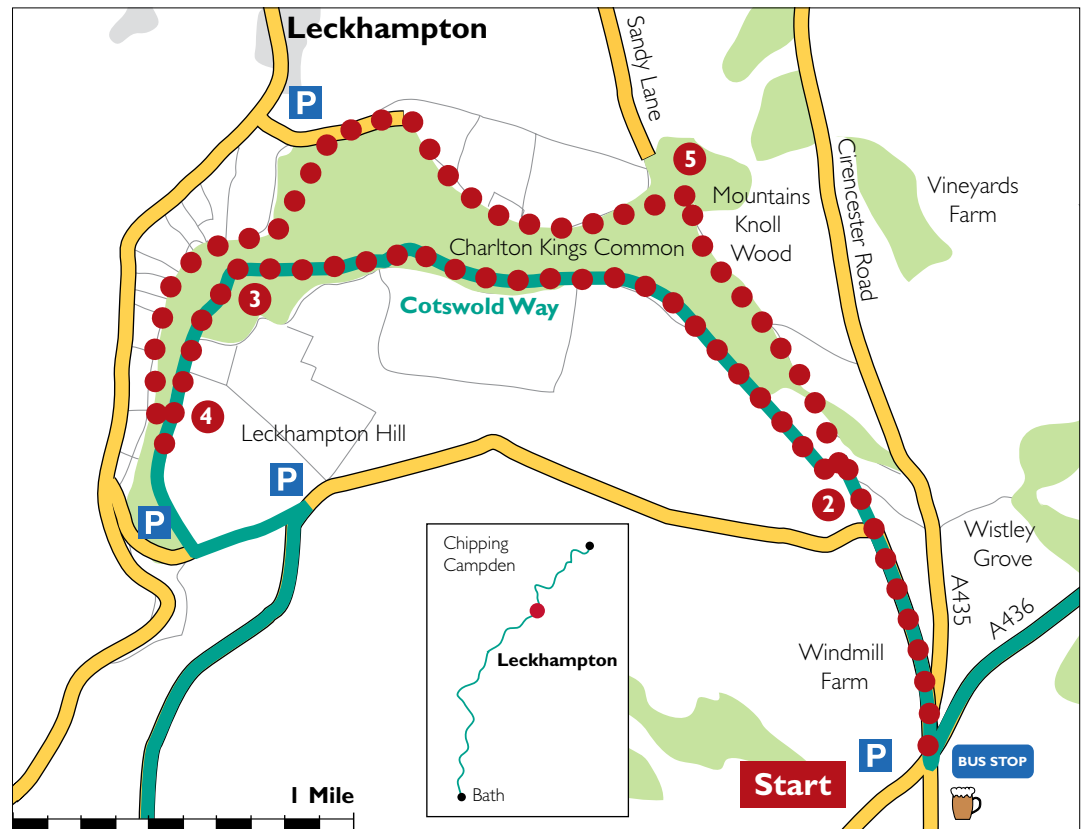 Leckhampton
P
Sandy Lane
Cirencester Road
5
Mountains
Knoll
Wood
Vineyards
Farm
Charlton Kings Common
3
Cotswold Way
4
Leckhampton Hill
P
P
2
Wistley
Grove
A435
A436
Chipping
Campden
Leckhampton
Bath
Windmill
Farm
P
BUS STOP
Start
1 Mile